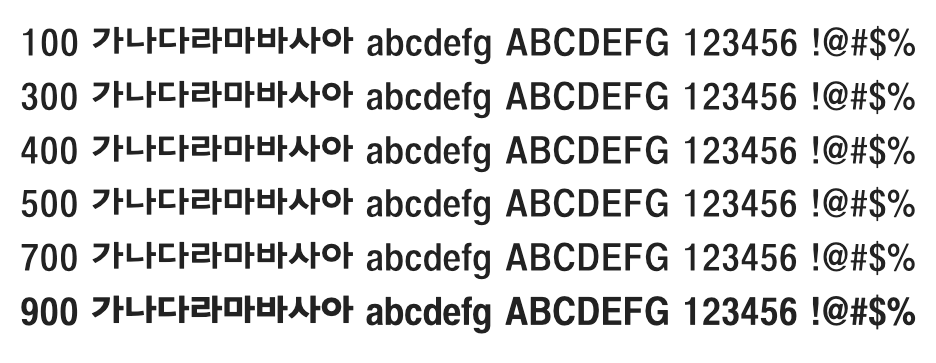 100 가나다라마바사아 abcdefg ABCDEFG 123456 !@#$%
300 가나다라마바사아 abcdefg ABCDEFG 123456 !@#$%
400 가나다라마바사아 abcdefg ABCDEFG 123456 !@#$%
500 가나다라마바사아 abcdefg ABCDEFG 123456 !@#$%
700 가나다라마바사아 abcdefg ABCDEFG 123456 !@#$%
900 가나다라마바사아 abcdefg ABCDEFG 123456 !@#$%